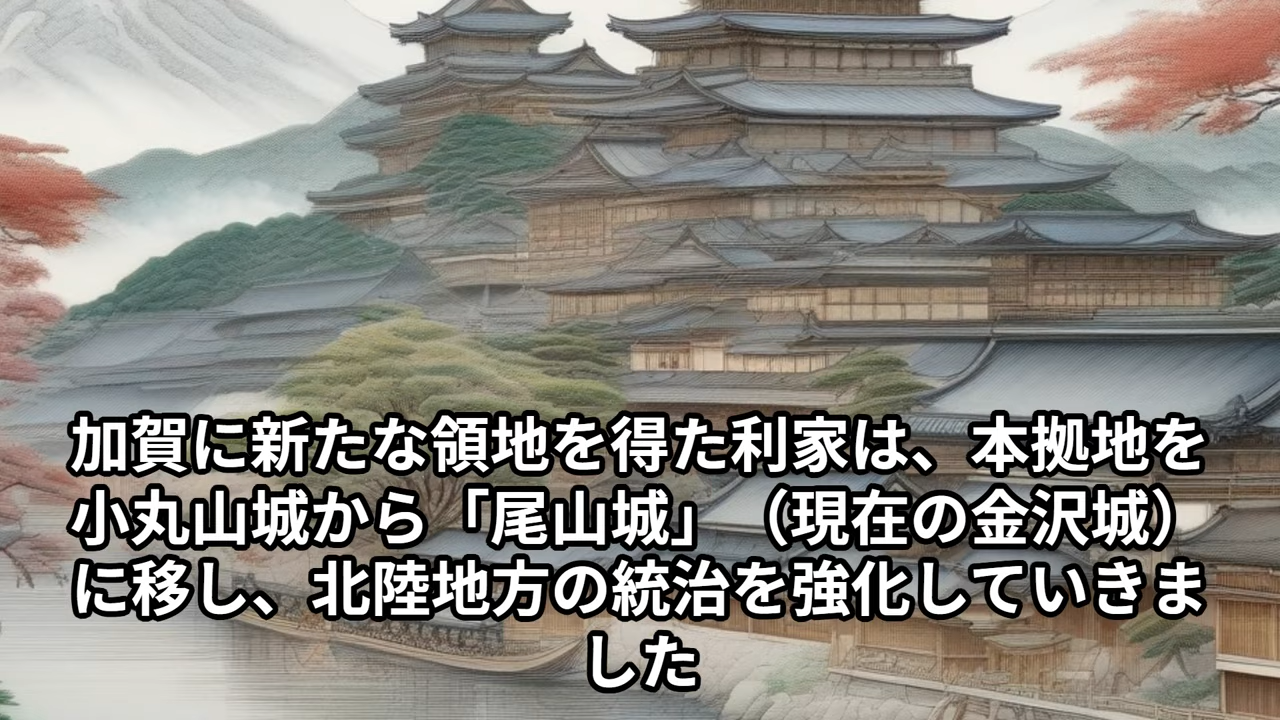 加賀に新たな領地を得た利家は、本拠地を
小丸山城から「尾山城」（現在の金沢城）
に移し、北陸地方の統治を強化していきま
した